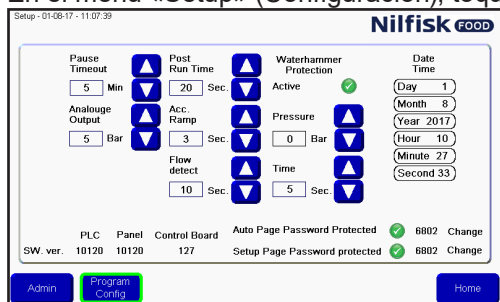 En el menú «Setup» (Configuración), toque
Setup - 01-08-17 - 11:07:39
Nilfisk FOOD
Pause Timeout
5 Min
Post Run Time
20 Sec.
Waterhammer Protection
Active
Date Time
Day 1
Month 8
Year 2017
Hour 10
Minute 27
Second 33
Analouge Output
5 Bar
Acc. Ramp
3 Sec.
Pressure
0 Bar
Flow detect
10 Sec.
Time
5 Sec.
PLC Panel Control Board
SW. ver. 10120 10120 127
Auto Page Password Protected 6802 Change
Setup Page Password protected 6802 Change
Admin
Program Config
Home